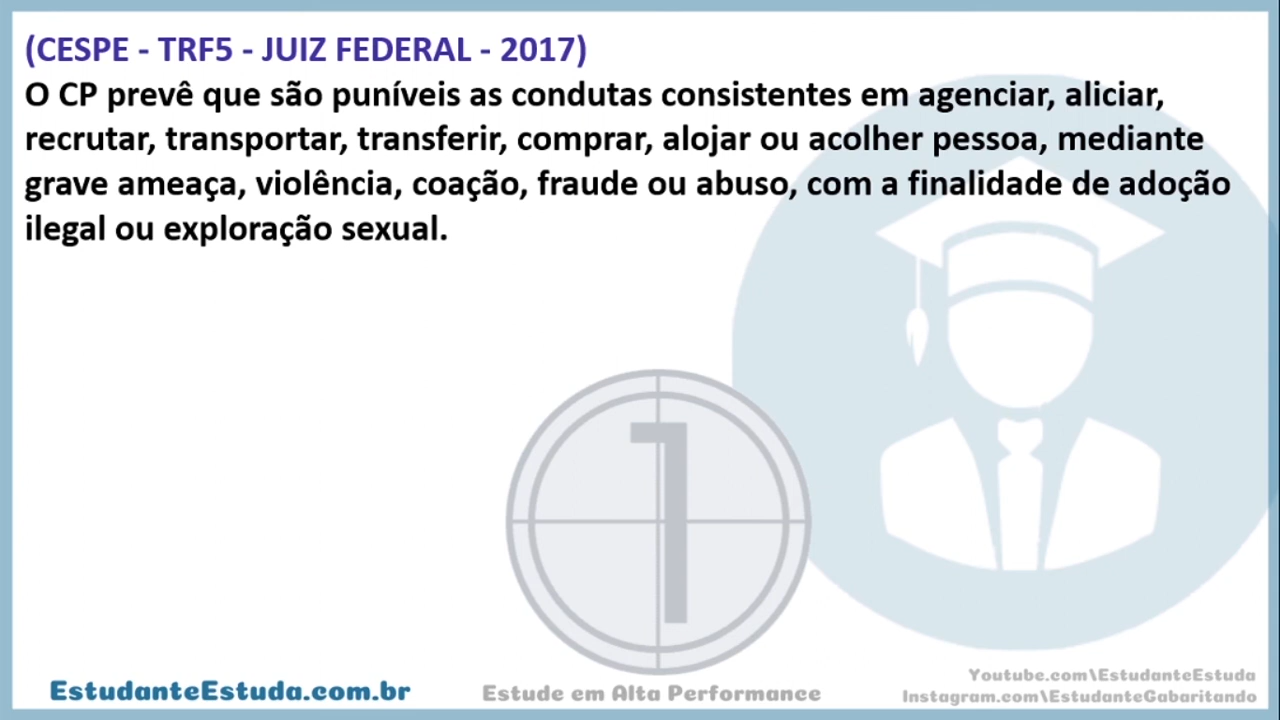 (CESPE - TRF5 - JUIZ FEDERAL - 2017)
O CP prevê que são puníveis as condutas consistentes em agenciar, aliciar,
recrutar, transportar, transferir, comprar, alojar ou acolher pessoa, mediante
grave ameaça, violência, coação, fraude ou abuso, com a finalidade de adoção
ilegal ou exploração sexual.
1
EstudanteEstuda.com.br
Estude em Alta Performance
Youtube.com\EstudanteEstuda
Instagram.com\EstudanteGabaritando